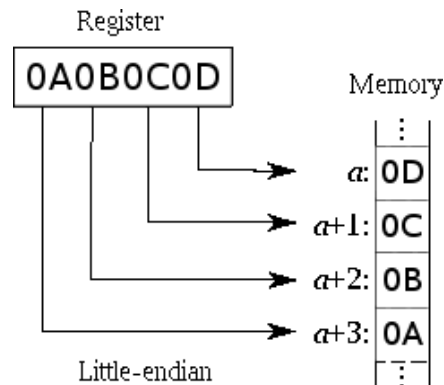 Register
0A0B0C0D
Memory
⋮
a: 0D
a+1: 0C
a+2: 0B
a+3: 0A
⋮
Little-endian